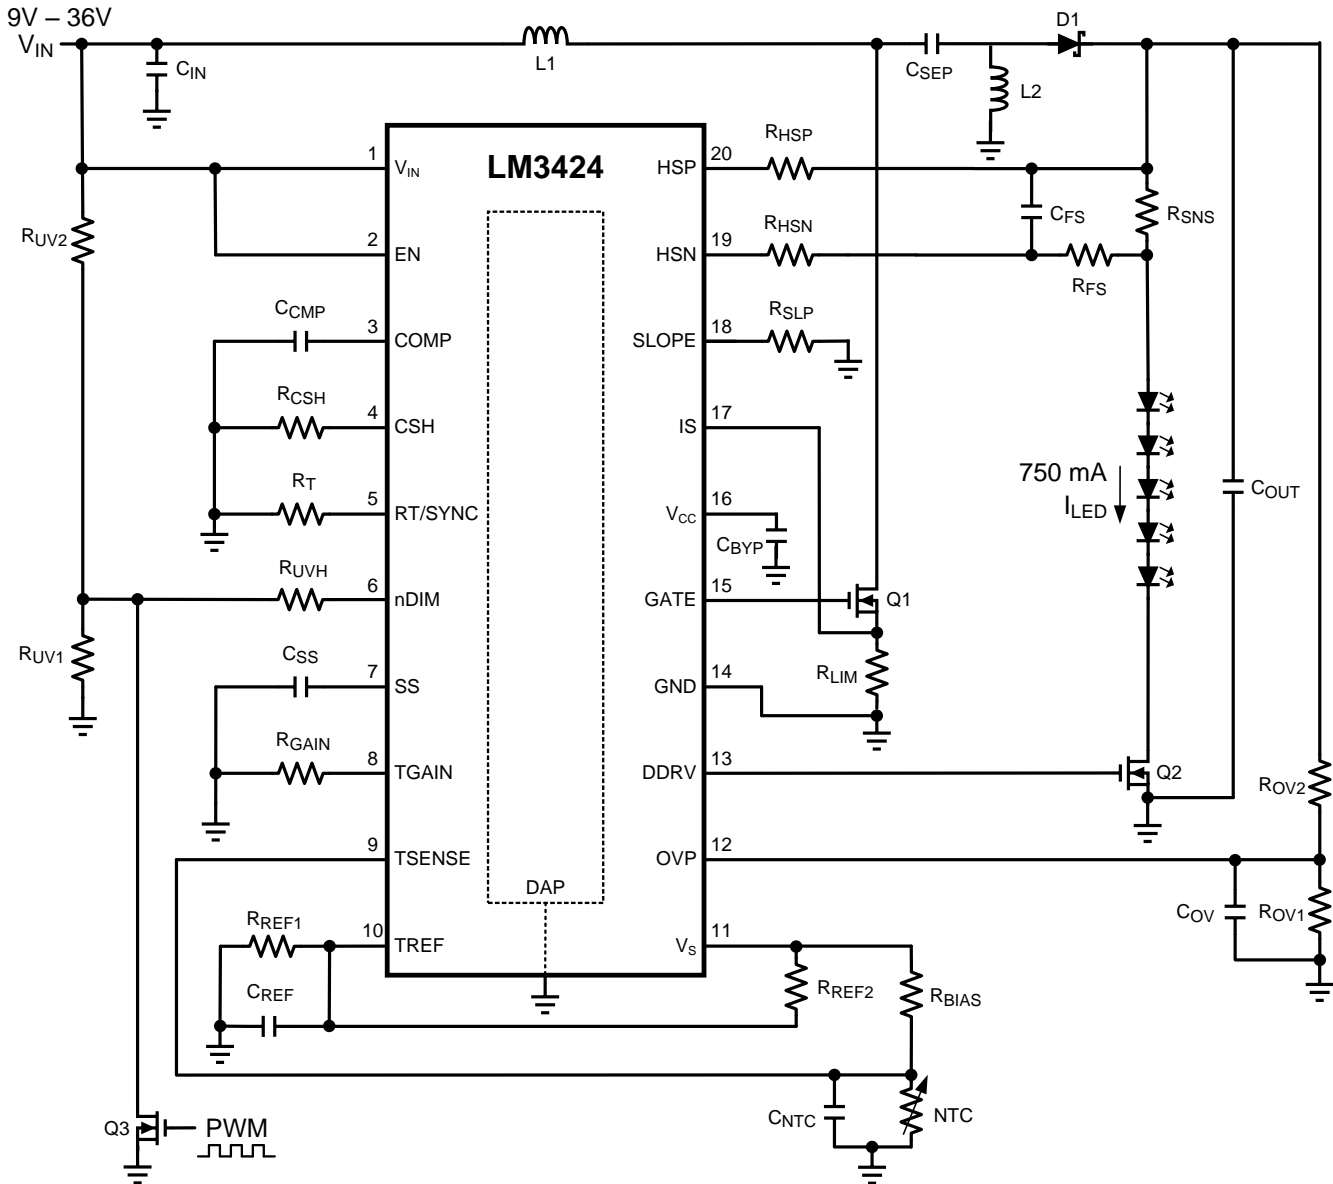 9V – 36V
VIN
CIN
L1
CSEP
D1
L2
LM3424
1
VIN
2
EN
3
COMP
4
CSH
5
RT/SYNC
6
nDIM
7
SS
8
TGAIN
9
TSENSE
10
TREF
20
HSP
19
HSN
18
SLOPE
17
IS
16
VCC
15
GATE
14
GND
13
DDRV
12
OVP
11
VS
DAP
RUV2
CCMP
RCSH
RT
RUVH
RUV1
CSS
RGAIN
RREF1
CREF
Q3
PWM
RHSP
RHSN
CFS
RSNS
RFS
RSLP
CBYP
Q1
RLIM
750 mA
ILED
COUT
Q2
ROV2
COV
ROV1
RREF2
RBIAS
CNTC
NTC